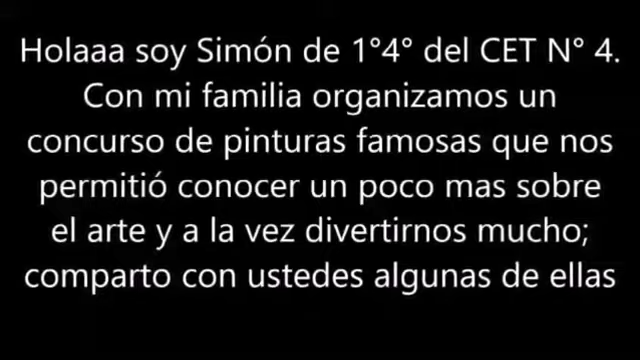 Holaaa soy Simón de 1°4° del CET N° 4.
Con mi familia organizamos un
concurso de pinturas famosas que nos
permitió conocer un poco mas sobre
el arte y a la vez divertirnos mucho;
comparto con ustedes algunas de ellas